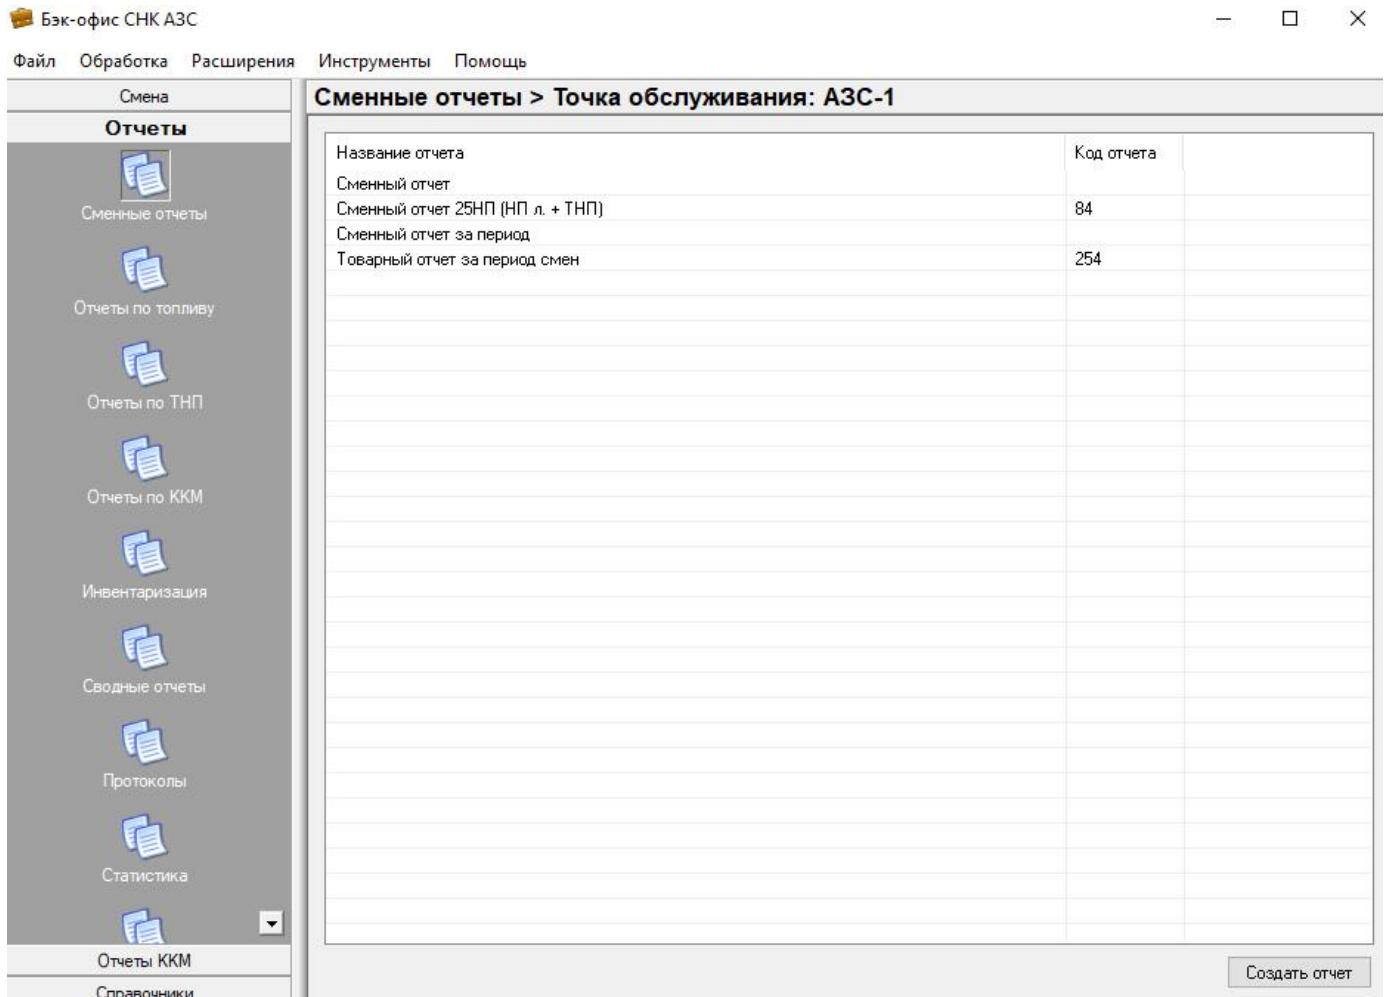 Бэк-офис СНК АЗС
Файл Обработка Расширения Инструменты Помощь
Смена
Отчеты
Сменные отчеты
Отчеты по топливу
Отчеты по ТНП
Отчеты по ККМ
Инвентаризация
Сводные отчеты
Протоколы
Статистика
Отчеты ККМ
Справочники
Сменные отчеты > Точка обслуживания: АЗС-1
Название отчета Код отчета
Сменный отчет
Сменный отчет 25НП (НП л. + ТНП) 84
Сменный отчет за период
Товарный отчет за период смен 254
Создать отчет